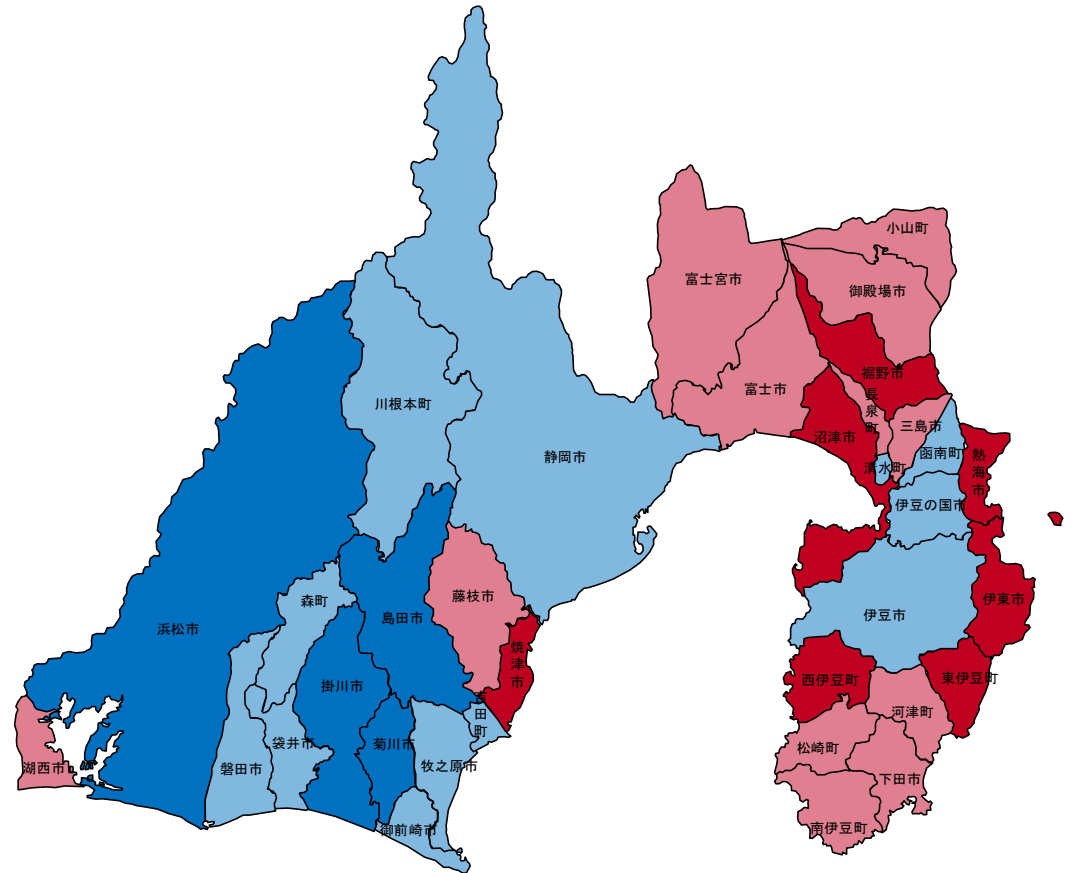 小山町
富士宮市
御殿場市
裾野市
富士市
長泉町
川根本町
三島市
沼津市
函南町
静岡市
清水町
熱海市
伊豆の国市
藤枝市
森町
伊東市
島田市
伊豆市
浜松市
焼津市
西伊豆町
東伊豆町
掛川市
吉田町
河津町
袋井市
菊川市
松崎町
湖西市
磐田市
牧之原市
下田市
御前崎市
南伊豆町